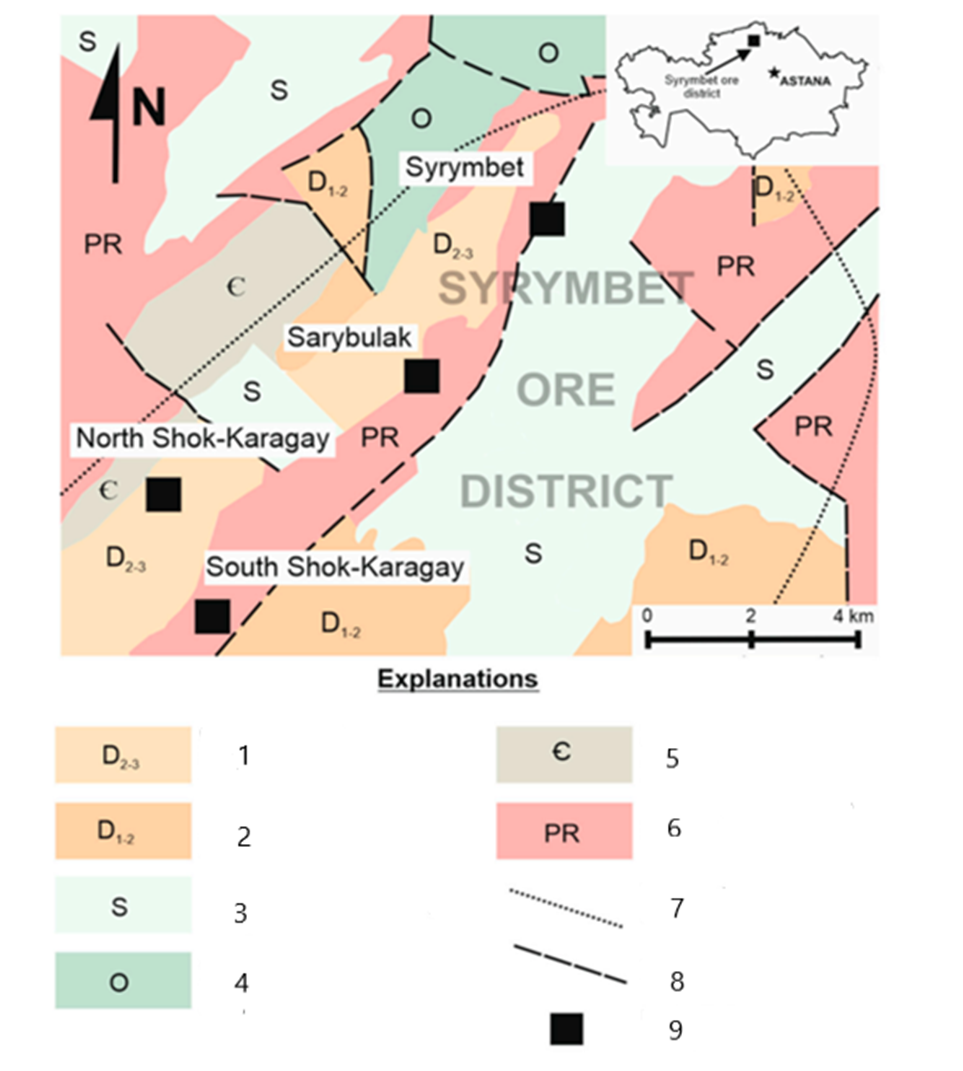 S
O
S
N
O
Syrymbet ore
district
ASTANA
Syrymbet
D1-2
D1-2
PR
D2-3
PR
Є
SYRYMBET
Sarybulak
S
S
ORE
North Shok-Karagay
PR
PR
Є
DISTRICT
D2-3
S
D1-2
South Shok-Karagay
D1-2
0 2 4 km
Explanations
D2-3 1
D1-2 2
S 3
O 4
Є 5
PR 6
7
8
9